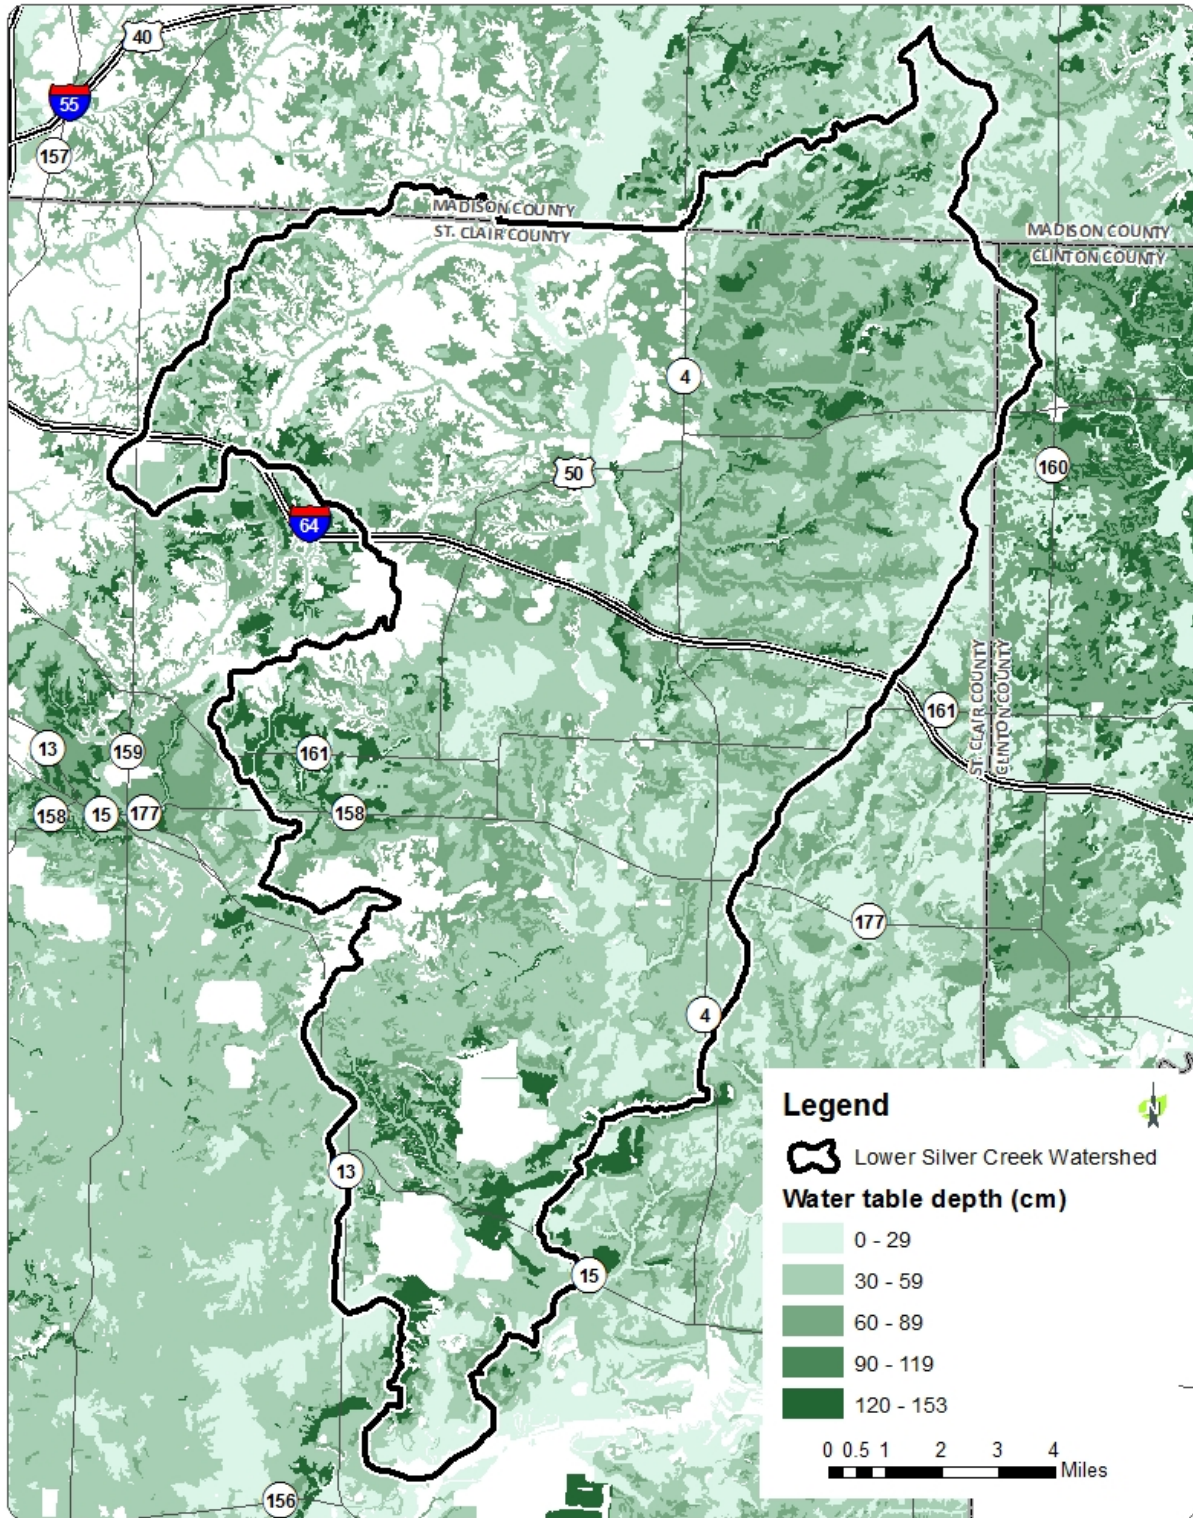 40
55
157
MADISON COUNTY
ST. CLAIR COUNTY
MADISON COUNTY
CLINTON COUNTY
4
50
160
64
ST. CLAIR COUNTY
CLINTON COUNTY
161
13
159
161
158
15
177
158
177
4
13
15
156
Legend
N
Lower Silver Creek Watershed
Water table depth (cm)
0 - 29
30 - 59
60 - 89
90 - 119
120 - 153
0 0.5 1 2 3 4
Miles